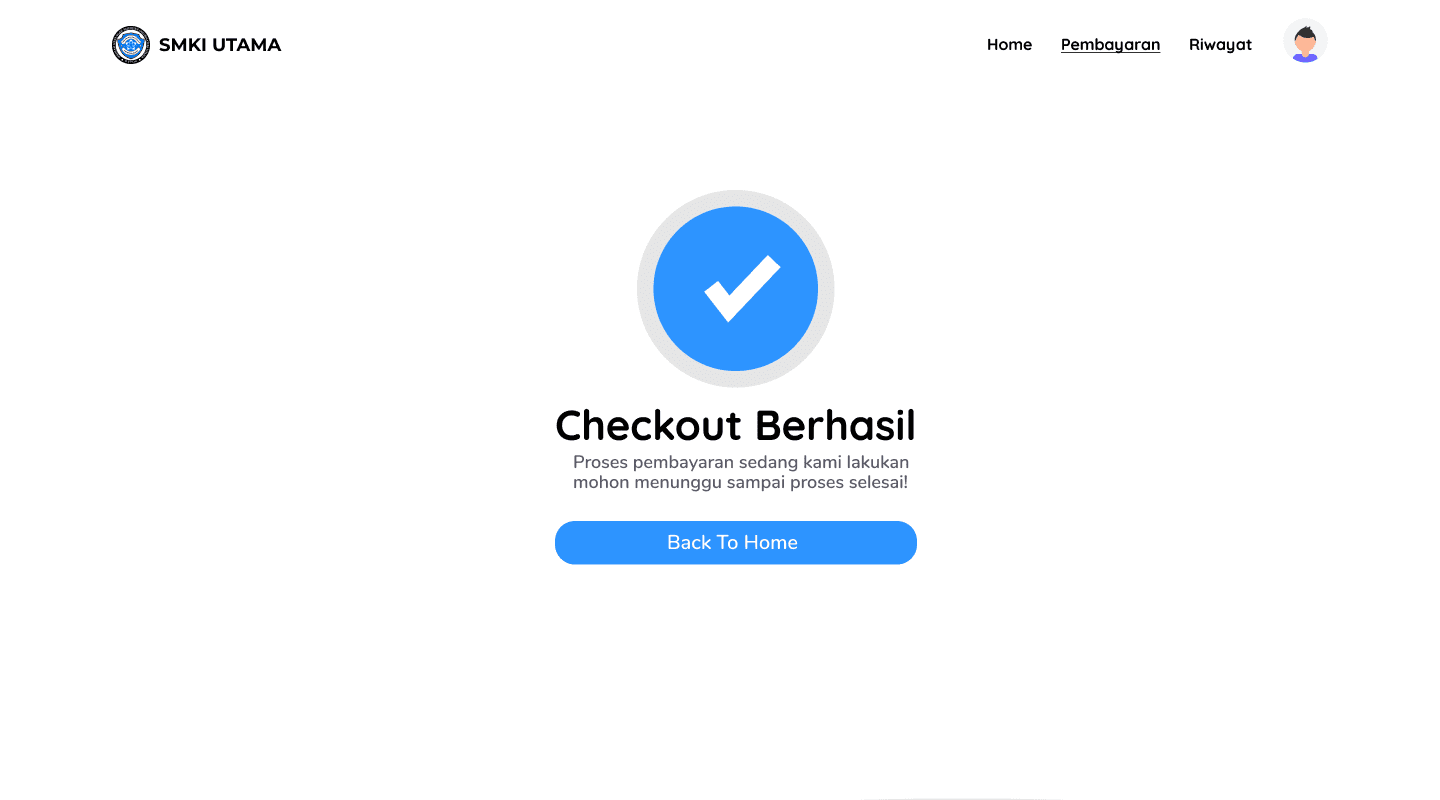 SMKI UTAMA
Home
Pembayaran
Riwayat
Checkout Berhasil
Proses pembayaran sedang kami lakukan
mohon menunggu sampai proses selesai!
Back To Home